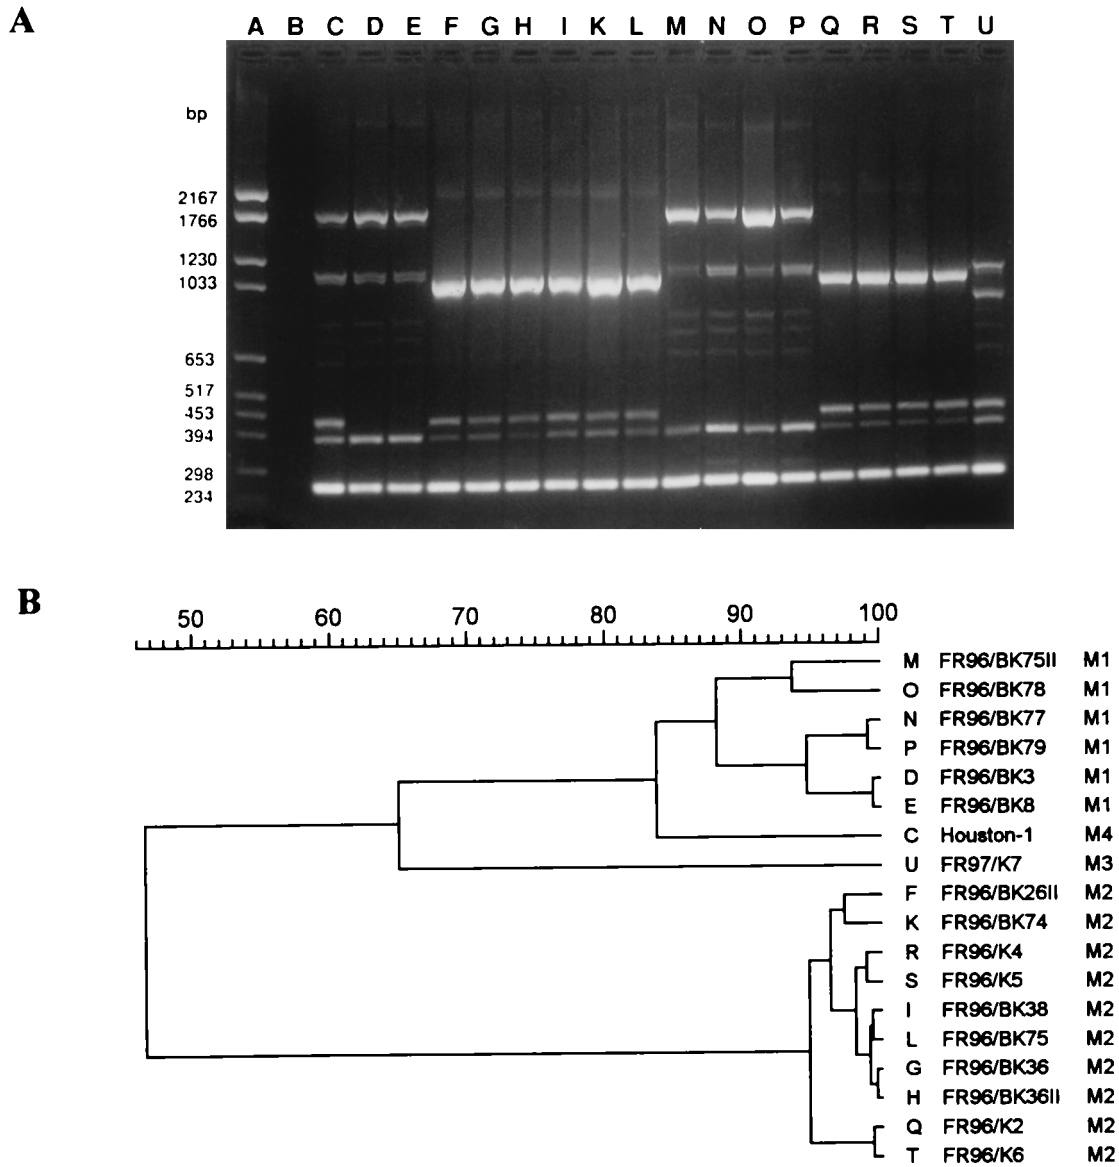 A
A B C D E F G H I K L M N O P Q R S T U
bp
2167
1766
1230
1033
653
517
453
394
298
234
B
50 60 70 80 90 100
M FR96/BK75II M1
O FR96/BK78 M1
N FR96/BK77 M1
P FR96/BK79 M1
D FR96/BK3 M1
E FR96/BK8 M1
C Houston-1 M4
U FR97/K7 M3
F FR96/BK26II M2
K FR96/BK74 M2
R FR96/K4 M2
S FR96/K5 M2
I FR96/BK38 M2
L FR96/BK75 M2
G FR96/BK36 M2
H FR96/BK36II M2
Q FR96/K2 M2
T FR96/K6 M2